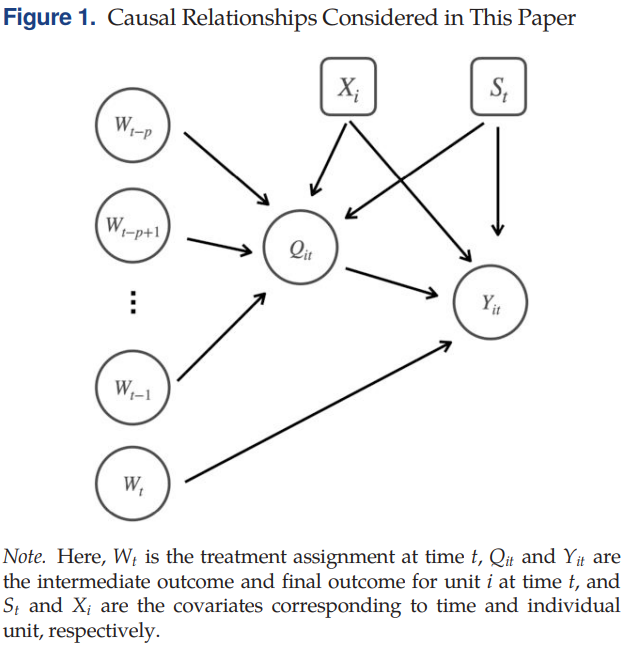 Figure 1. Causal Relationships Considered in This Paper
X_i
S_t
W_{t-p}
W_{t-p+1}
Q_{it}
Y_{it}
⋮
W_{t-1}
W_t
Note. Here, W_t is the treatment assignment at time t, Q_{it} and Y_{it} are
the intermediate outcome and final outcome for unit i at time t, and
S_t and X_i are the covariates corresponding to time and individual
unit, respectively.